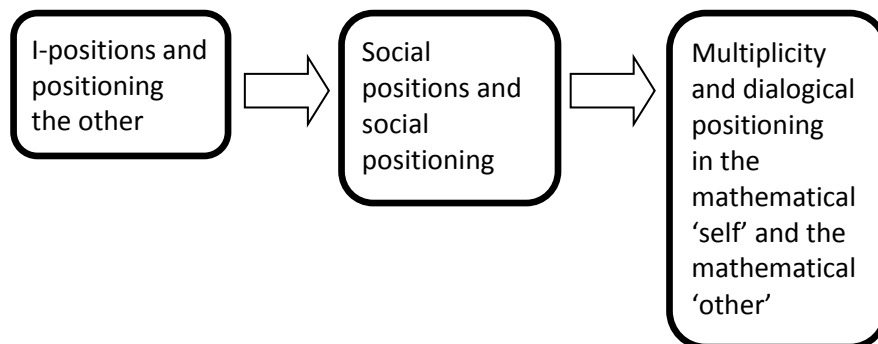 I-positions and
positioning
the other
Social
positions and
social
positioning
Multiplicity
and dialogical
positioning
in the
mathematical
‘self’ and the
mathematical
‘other’